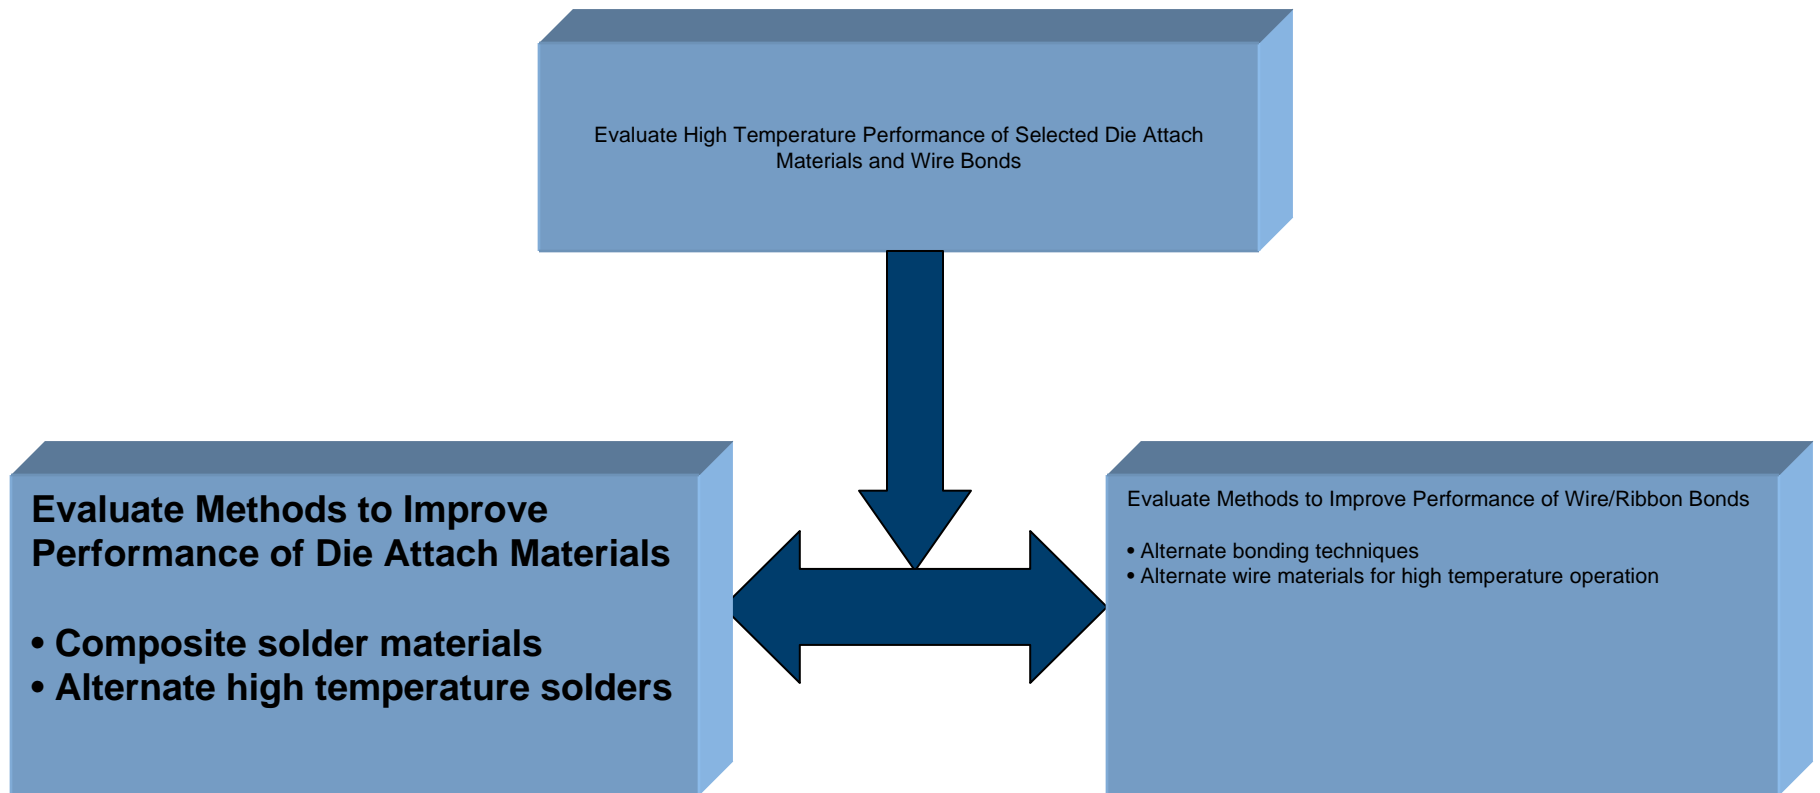 Evaluate High Temperature Performance of Selected Die Attach
Materials and Wire Bonds
Evaluate Methods to Improve
Performance of Die Attach Materials
• Composite solder materials
• Alternate high temperature solders
Evaluate Methods to Improve Performance of Wire/Ribbon Bonds
• Alternate bonding techniques
• Alternate wire materials for high temperature operation